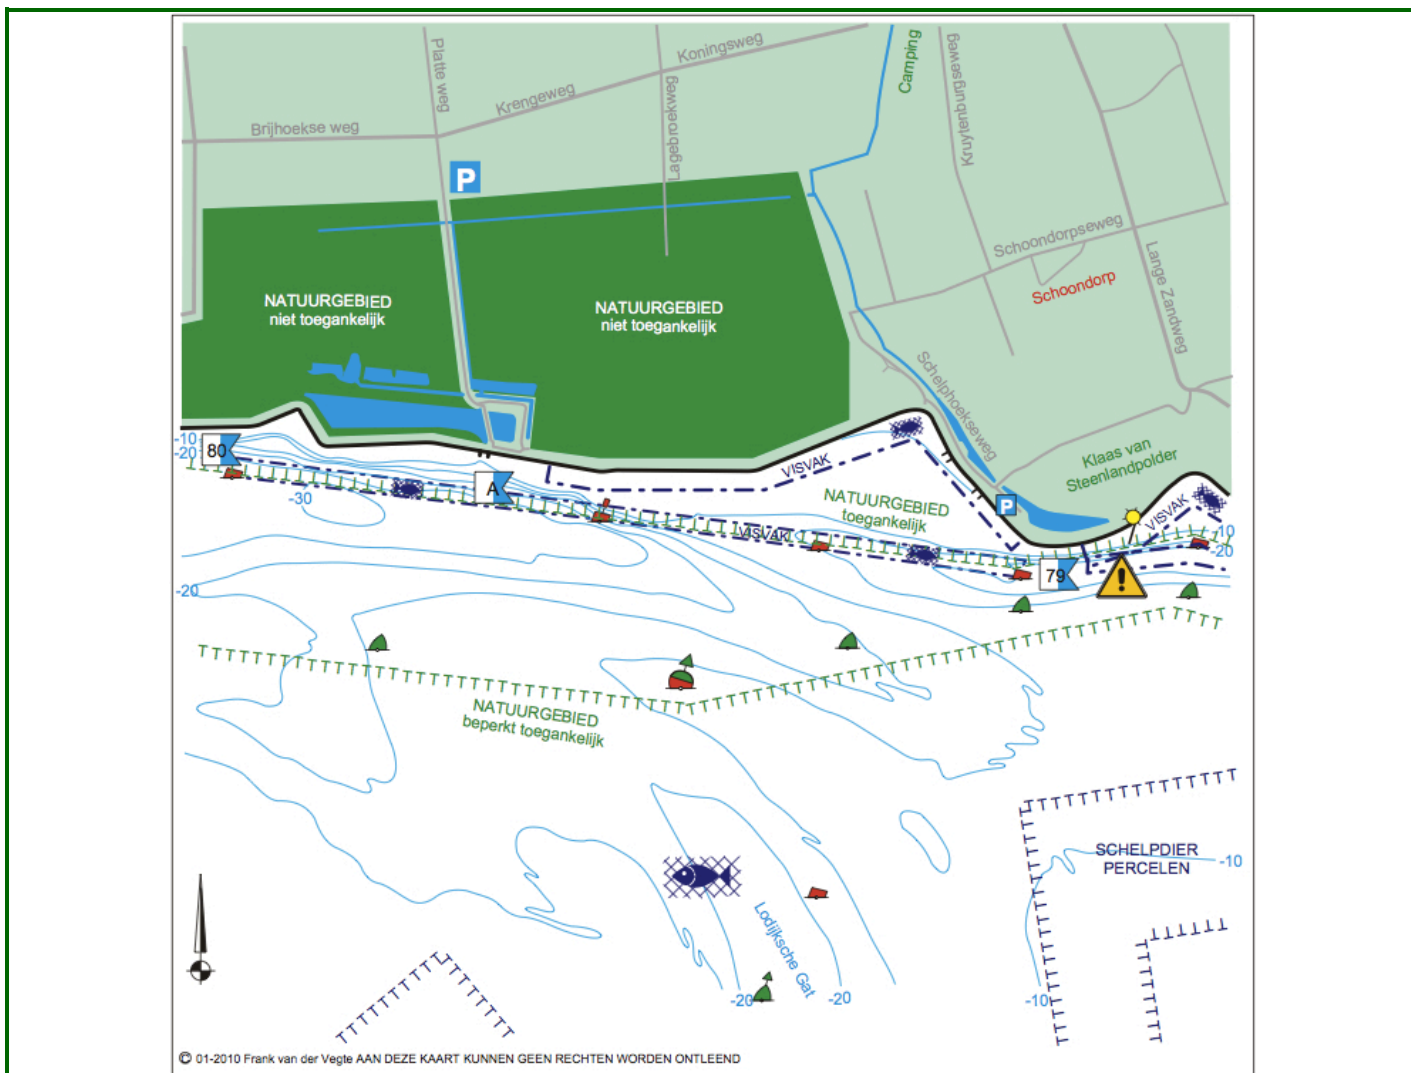 Platte weg
Koningsweg
Camping
Kruytenburgseweg
Krengeweg
Lagebroekweg
Brijhoekse weg
P
Schoondorpseweg
Lange Zandweg
Schoondorp
NATUURGEBIED
niet toegankelijk
NATUURGEBIED
niet toegankelijk
Schelphoekseweg
-10
-20
80
VISVAK
Klaas van
Steenlandpolder
A
-30
NATUURGEBIED
toegankelijk
P
VISVAK
VISVAK
-10
-20
79
!
-20
NATUURGEBIED
beperkt toegankelijk
SCHELPDIER
PERCELEN
-10
Lodijksche Gat
-20
-20
-10
© 01-2010 Frank van der Vegte AAN DEZE KAART KUNNEN GEEN RECHTEN WORDEN ONTLEEND